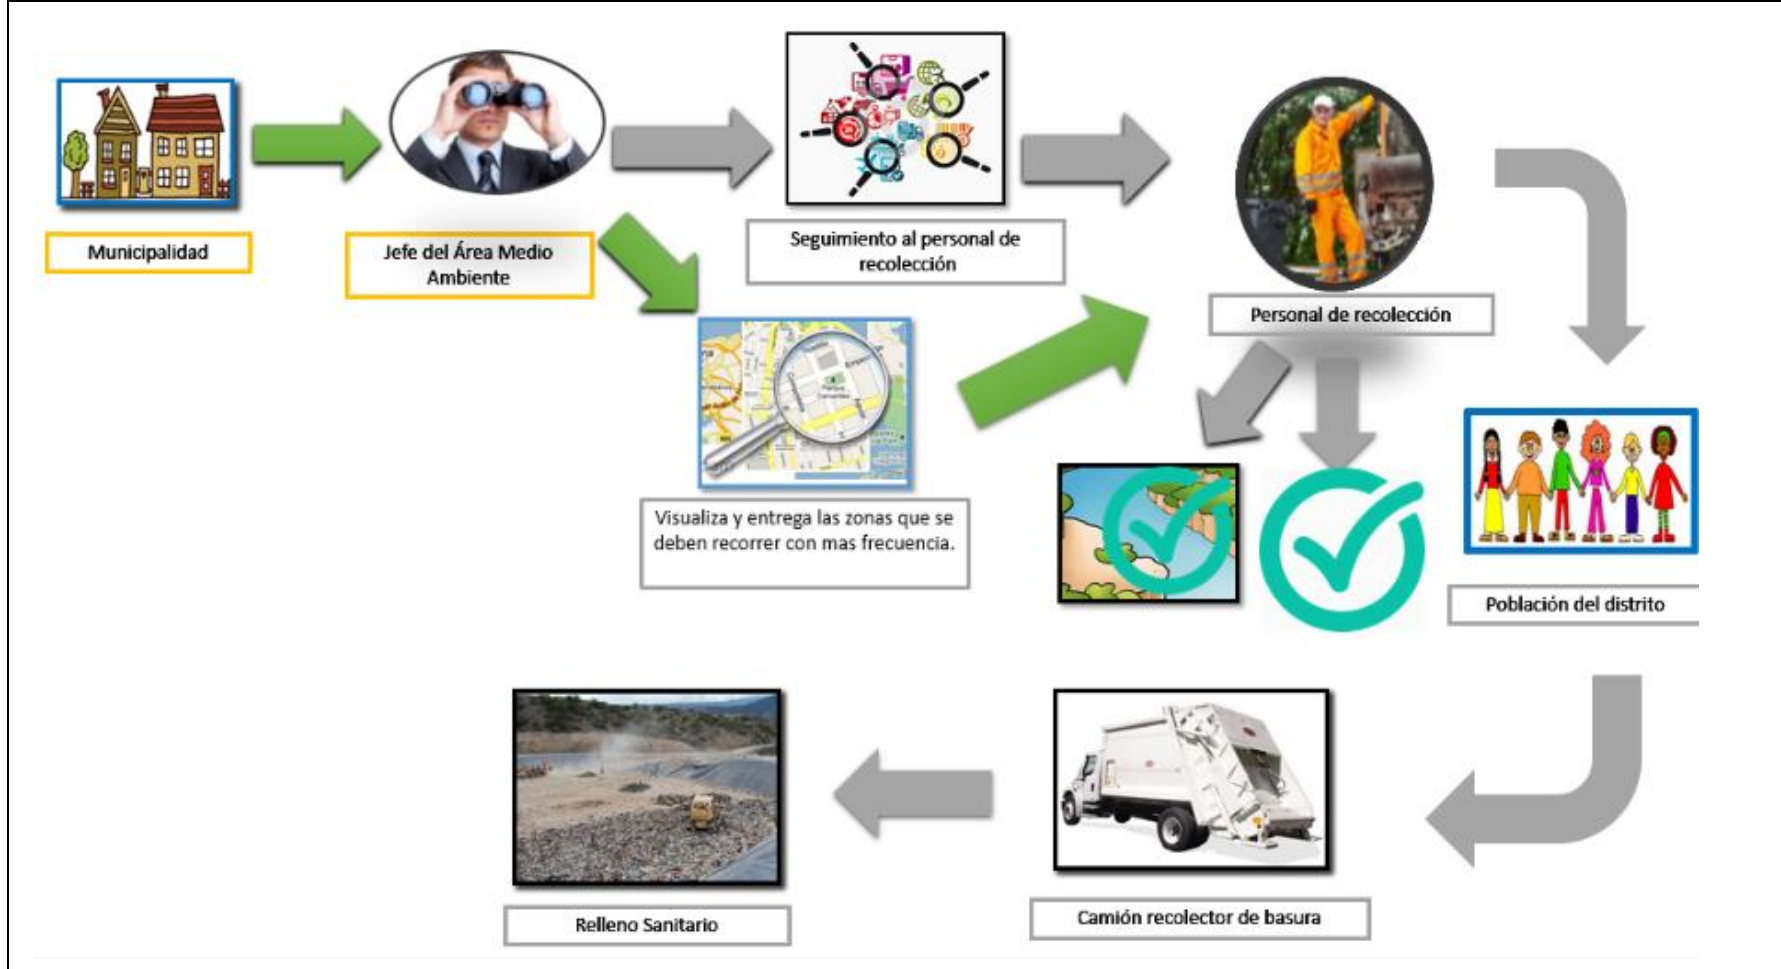 Municipalidad
Jefe del Área Medio
Ambiente
Seguimiento al personal de
recolección
Personal de recolección
Visualiza y entrega las zonas que se
deben recorrer con mas frecuencia.
Población del distrito
Relleno Sanitario
Camión recolector de basura